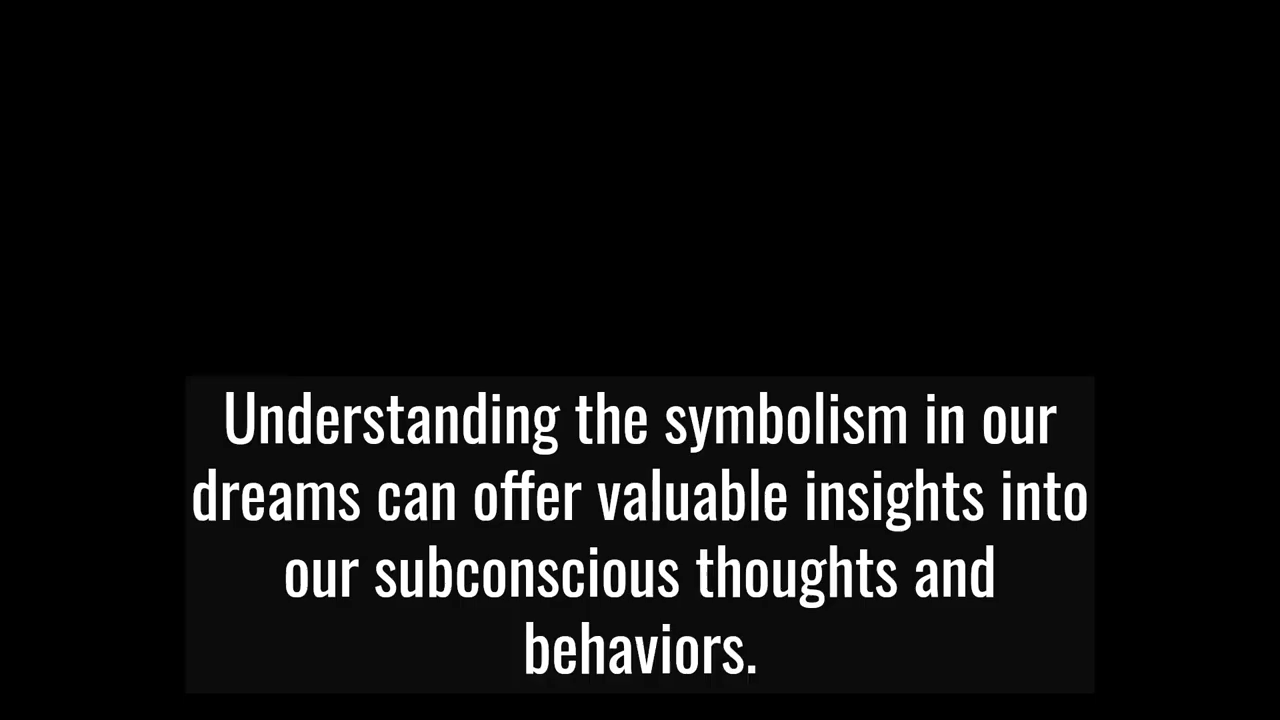 Understanding the symbolism in our
dreams can offer valuable insights into
our subconscious thoughts and
behaviors.